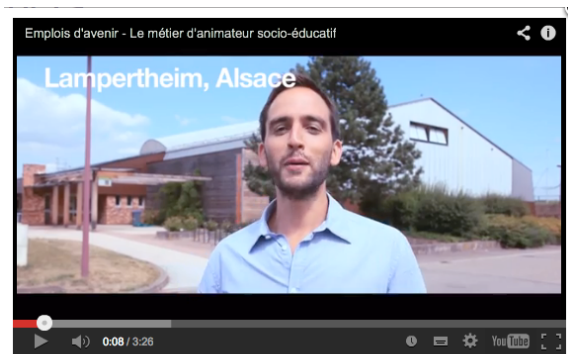 Emplois d'avenir - Le métier d'animateur socio-éducatif
Lampertheim, Alsace
0:08 / 3:26
YouTube